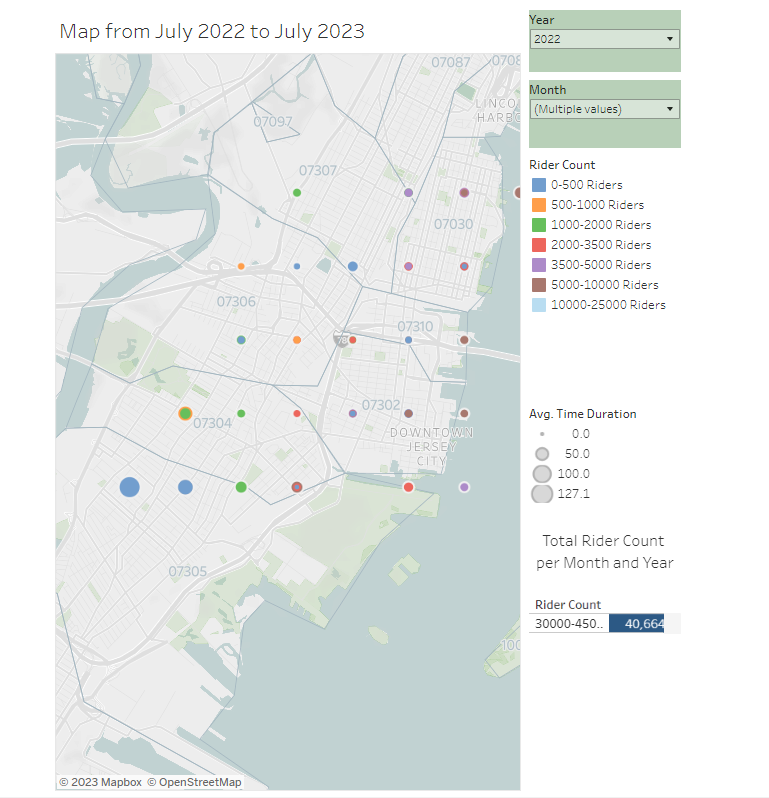 Map from July 2022 to July 2023
07087
LINCO
HARBO
07097
07307
07030
07306
07310
07302
07304
DOWNTOWN
JERSEY
CITY
07305
© 2023 Mapbox © OpenStreetMap
Year
2022
Month
(Multiple values)
Rider Count
0-500 Riders
500-1000 Riders
1000-2000 Riders
2000-3500 Riders
3500-5000 Riders
5000-10000 Riders
10000-25000 Riders
Avg. Time Duration
0.0
50.0
100.0
127.1
Total Rider Count
per Month and Year
Rider Count
30000-450.. 40,664